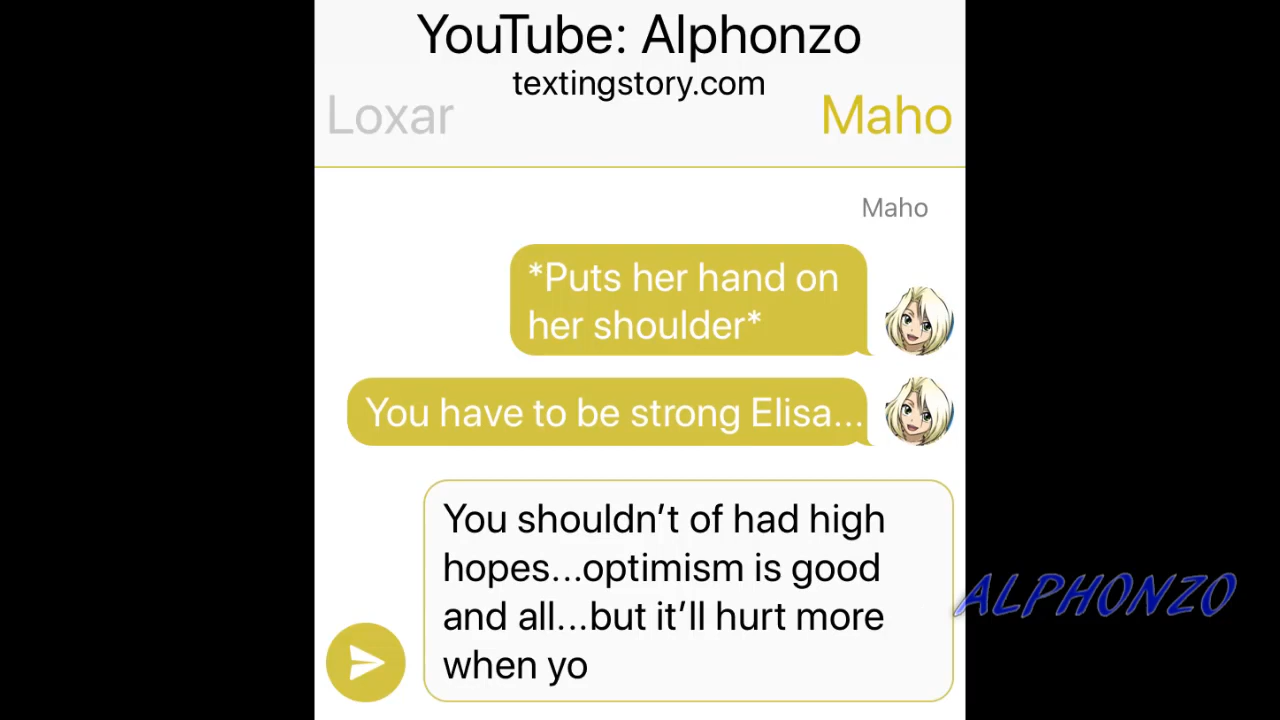 YouTube: Alphonzo
textingstory.com
Loxar
Maho
Maho
*Puts her hand on
her shoulder*
You have to be strong Elisa...
You shouldn’t of had high
hopes...optimism is good
and all...but it’ll hurt more
when yo
ALPHONZO